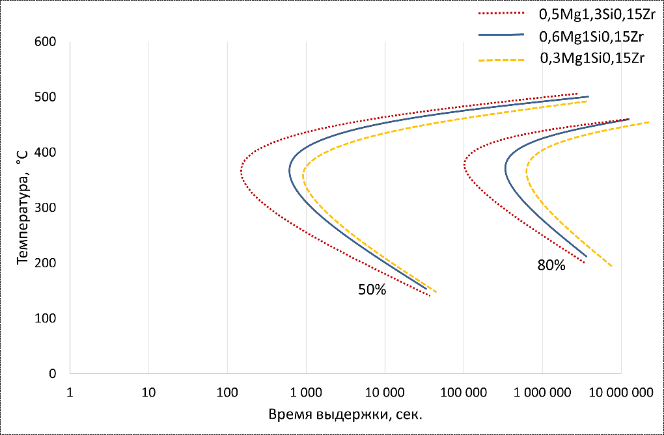 0,5Mg1,3Si0,15Zr
0,6Mg1Si0,15Zr
0,3Mg1Si0,15Zr
600
500
400
300
200
100
0
Температура, °C
50%
80%
1
10
100
1 000
10 000
100 000
1 000 000
10 000 000
Время выдержки, сек.